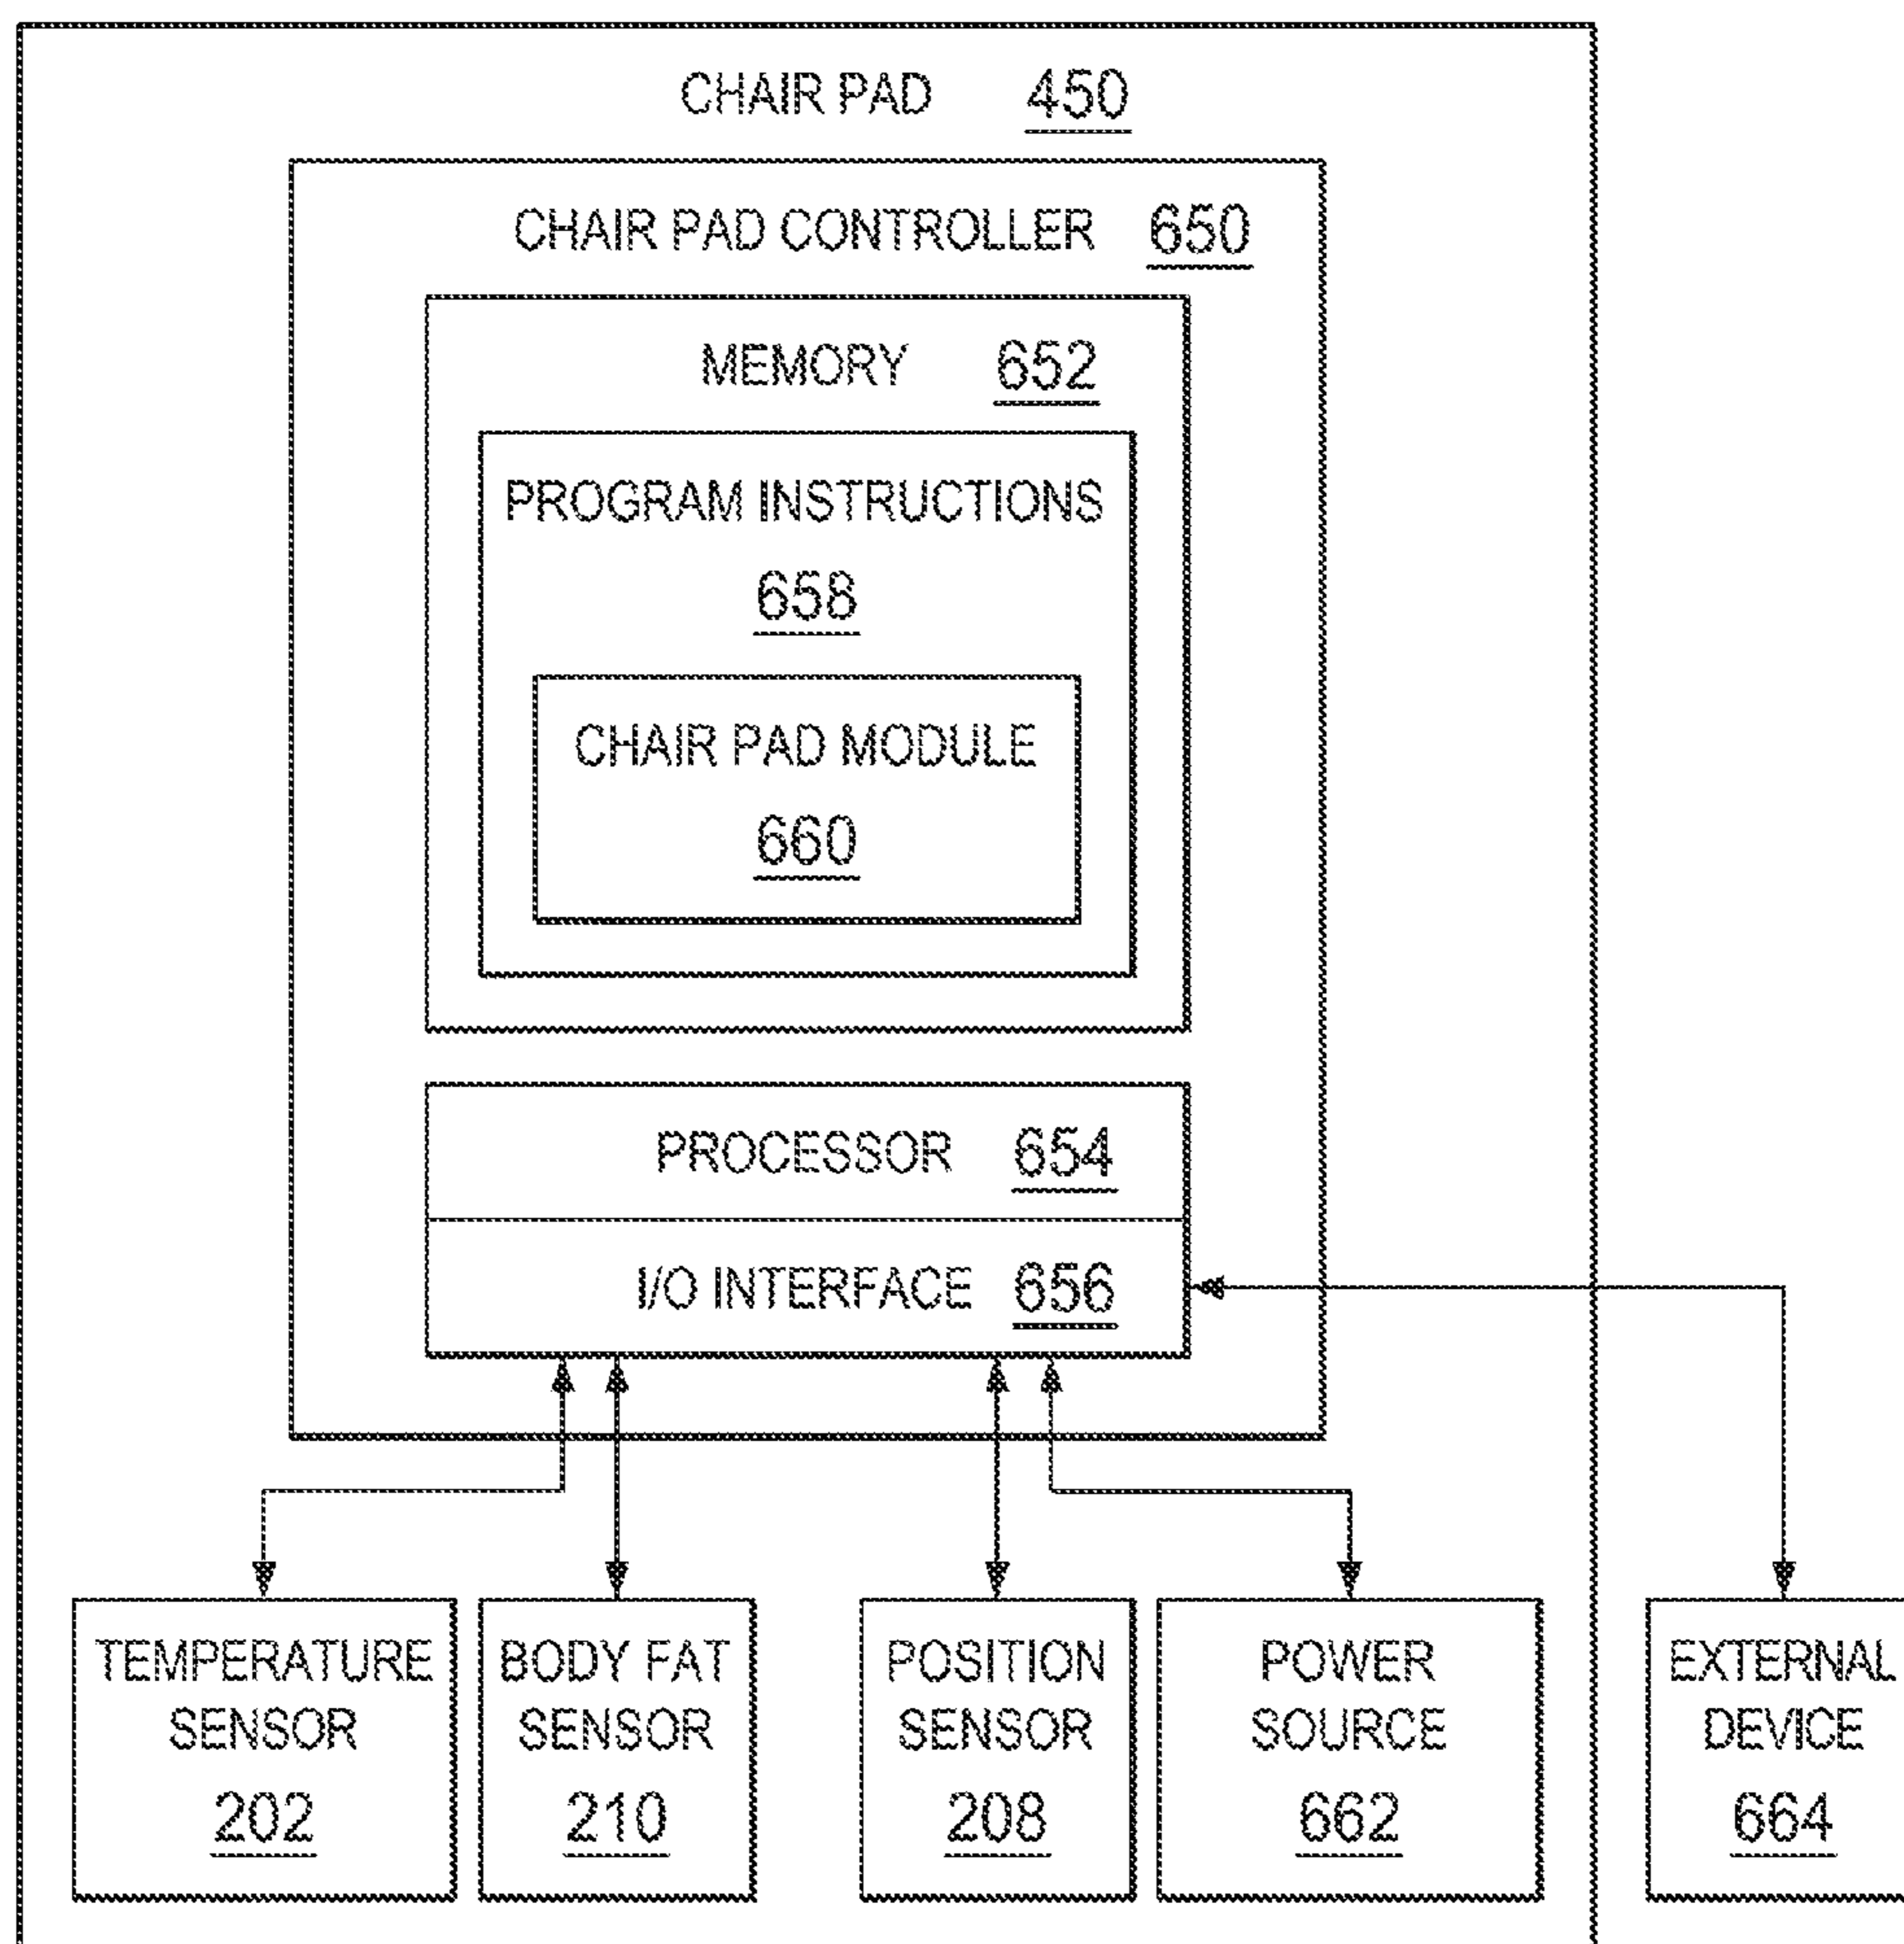 CHAIR PAD 450
CHAIR PAD CONTROLLER 650
MEMORY 652
PROGRAM INSTRUCTIONS
658
CHAIR PAD MODULE
660
PROCESSOR 654
I/O INTERFACE 656
TEMPERATURE
SENSOR
202
BODY FAT
SENSOR
210
POSITION
SENSOR
208
POWER
SOURCE
662
EXTERNAL
DEVICE
664